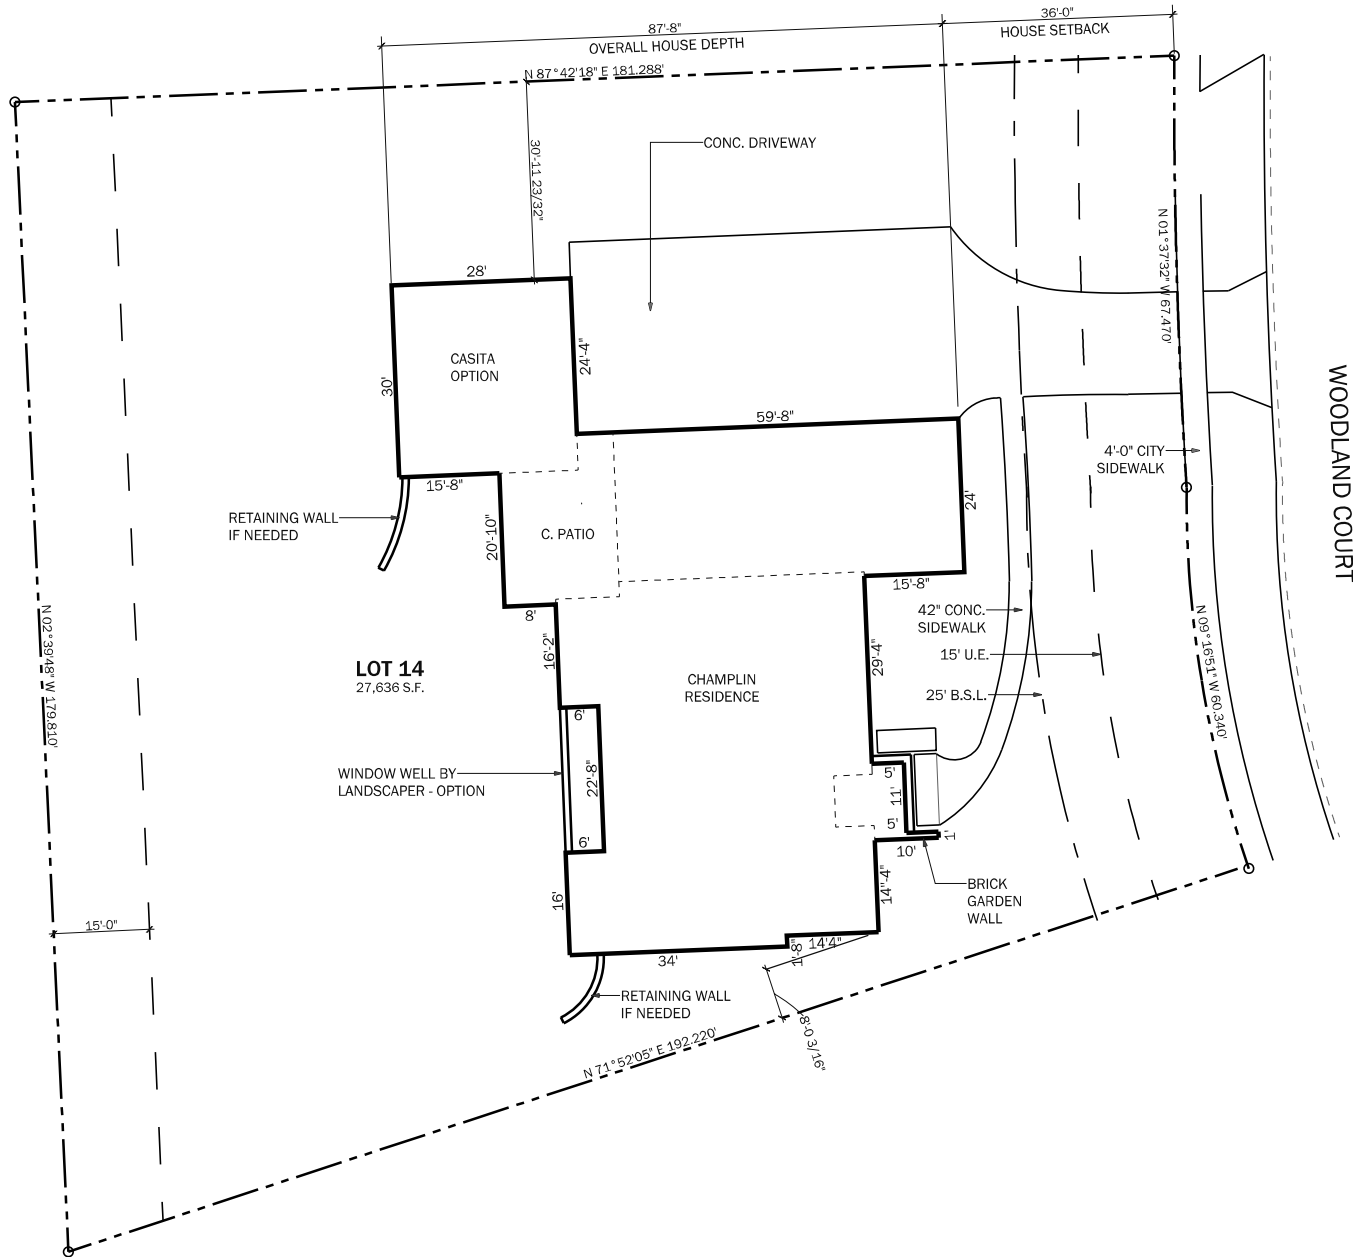 87'-8"
OVERALL HOUSE DEPTH
36'-0"
HOUSE SETBACK
N 87°42'18" E 181.288'
30'-11 23/32"
CONC. DRIVEWAY
N 01°37'32" W 67.470'
28'
CASITA
OPTION
24'-4"
30'
59'-8"
WOODLAND COURT
4'-0" CITY
SIDEWALK
15'-8"
RETAINING WALL
IF NEEDED
20'-10"
C. PATIO
24'
15'-8"
8'
42" CONC.
SIDEWALK
16'-2"
29'-4"
15' U.E.
N 02°39'48" W 179.810'
LOT 14
27,636 S.F.
CHAMPLIN
RESIDENCE
25' B.S.L.
N 09°16'51" W 60.340'
6'
WINDOW WELL BY
LANDSCAPER - OPTION
22'-8"
5'
11'
5'
1'
6'
10'
BRICK
GARDEN
WALL
16'
14"-4"
15'-0"
14'4"
1'-8"
34'
RETAINING WALL
IF NEEDED
8'-0 3/16"
N 71°52'05" E 192.220'